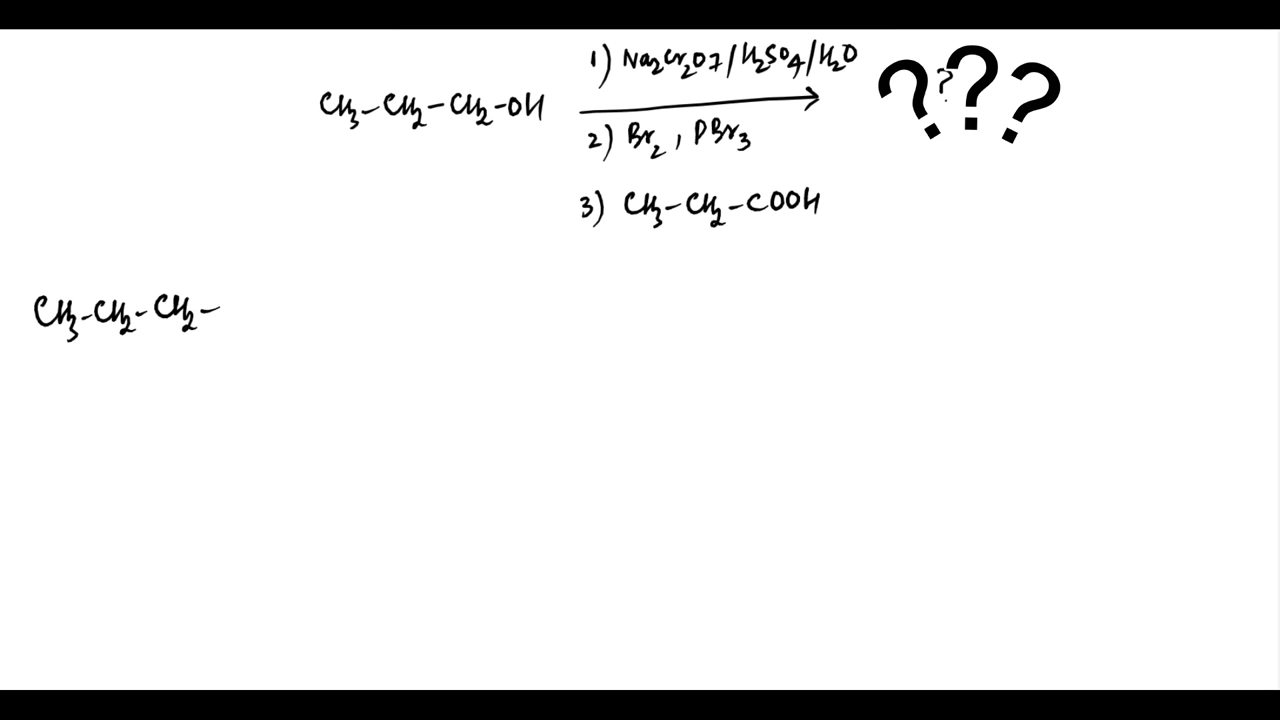 1) Na₂Cr₂O7/H₂SO₄/H₂O
CH₃-CH₂-CH₂-OH ⟶ ? ? ? ?
2) Br₂, PBr₃
3) CH₃-CH₂-COOH
CH₃-CH₂-CH₂-